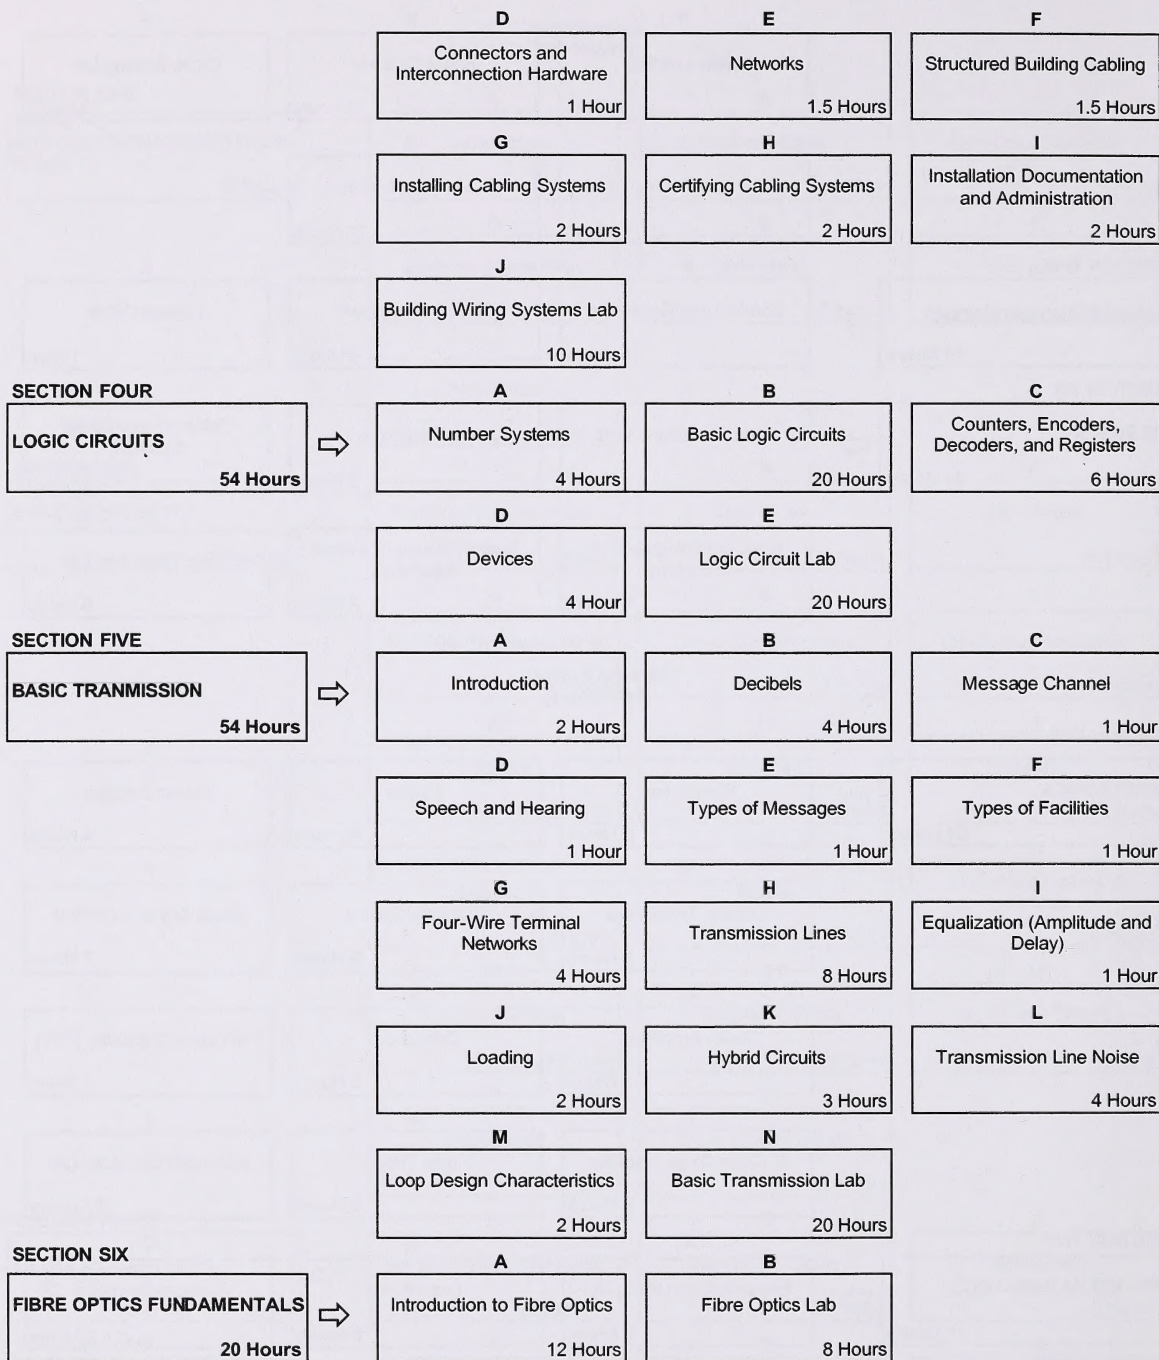 D
Connectors and
Interconnection Hardware
1 Hour
E
Networks
1.5 Hours
F
Structured Building Cabling
1.5 Hours
G
Installing Cabling Systems
2 Hours
H
Certifying Cabling Systems
2 Hours
I
Installation Documentation
and Administration
2 Hours
J
Building Wiring Systems Lab
10 Hours
SECTION FOUR
LOGIC CIRCUITS
54 Hours
A
Number Systems
4 Hours
B
Basic Logic Circuits
20 Hours
C
Counters, Encoders,
Decoders, and Registers
6 Hours
D
Devices
4 Hour
E
Logic Circuit Lab
20 Hours
SECTION FIVE
BASIC TRANMISSION
54 Hours
A
Introduction
2 Hours
B
Decibels
4 Hours
C
Message Channel
1 Hour
D
Speech and Hearing
1 Hour
E
Types of Messages
1 Hour
F
Types of Facilities
1 Hour
G
Four-Wire Terminal
Networks
4 Hours
H
Transmission Lines
8 Hours
I
Equalization (Amplitude and
Delay)
1 Hour
J
Loading
2 Hours
K
Hybrid Circuits
3 Hours
L
Transmission Line Noise
4 Hours
M
Loop Design Characteristics
2 Hours
N
Basic Transmission Lab
20 Hours
SECTION SIX
FIBRE OPTICS FUNDAMENTALS
20 Hours
A
Introduction to Fibre Optics
12 Hours
B
Fibre Optics Lab
8 Hours